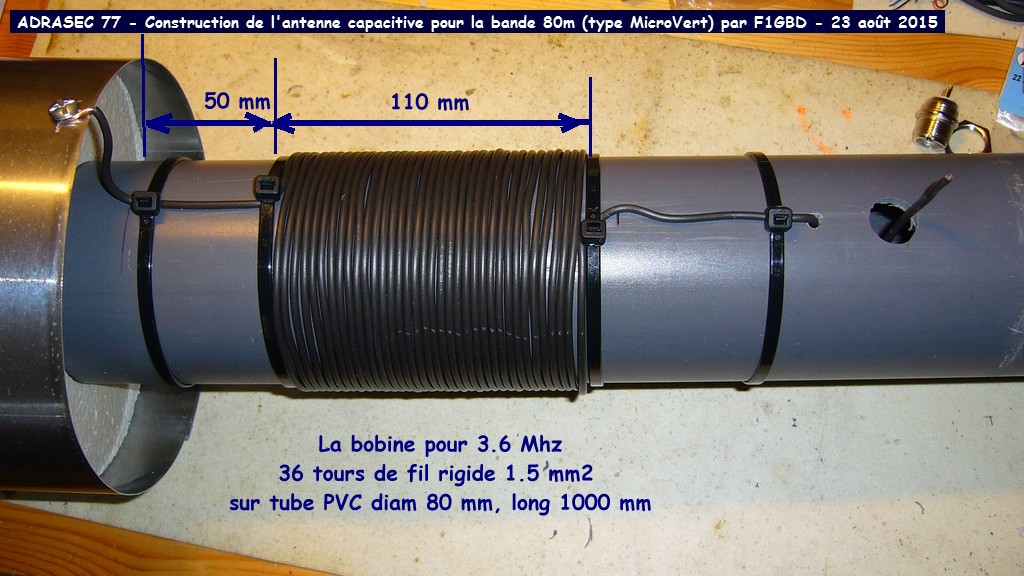 ADRASEC 77 - Construction de l'antenne capacitive pour la bande 80m (type MicroVert) par F1GBD - 23 août 2015
50 mm
110 mm
22
La bobine pour 3.6 Mhz
36 tours de fil rigide 1.5 mm2
sur tube PVC diam 80 mm, long 1000 mm